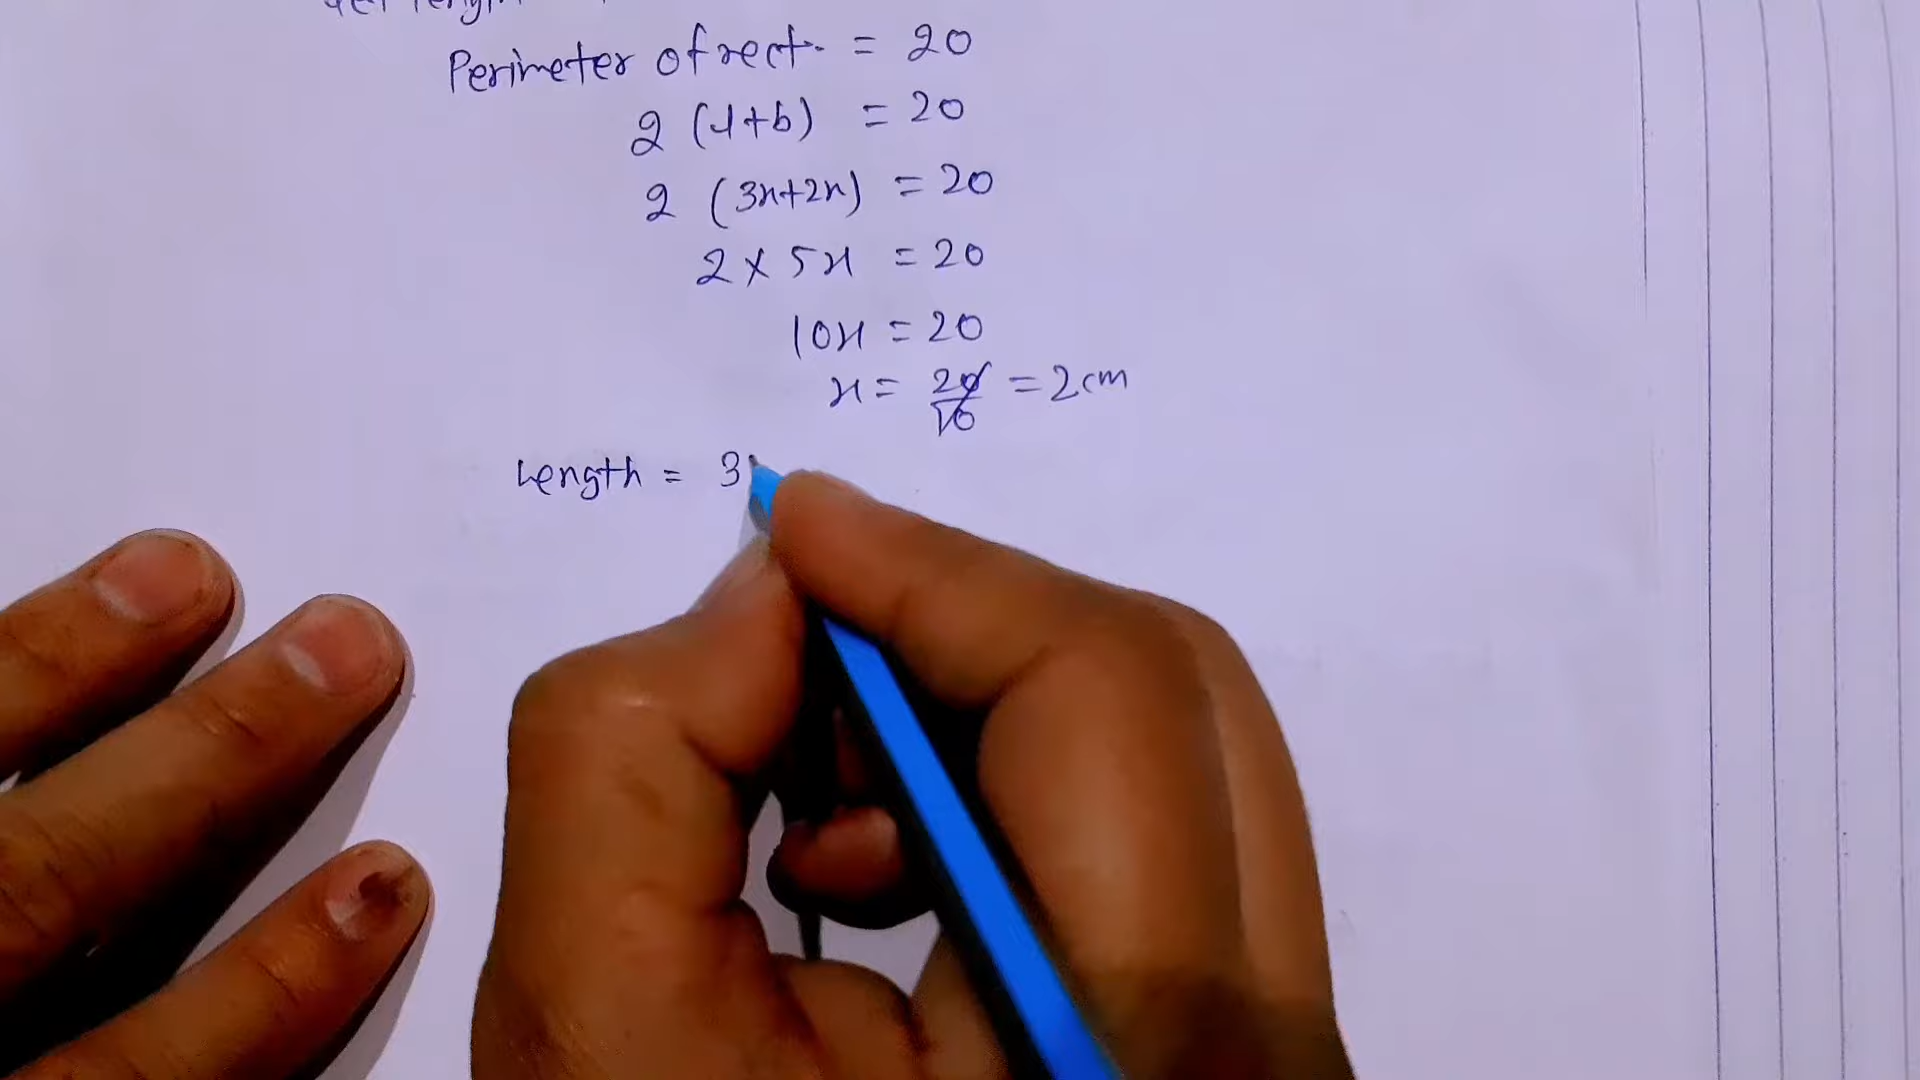 length
Perimeter of rect. = 20
2 (l+b) = 20
2 (3x+2x) = 20
2 × 5x = 20
10x = 20
x = 20/10 = 2cm
Length = 3